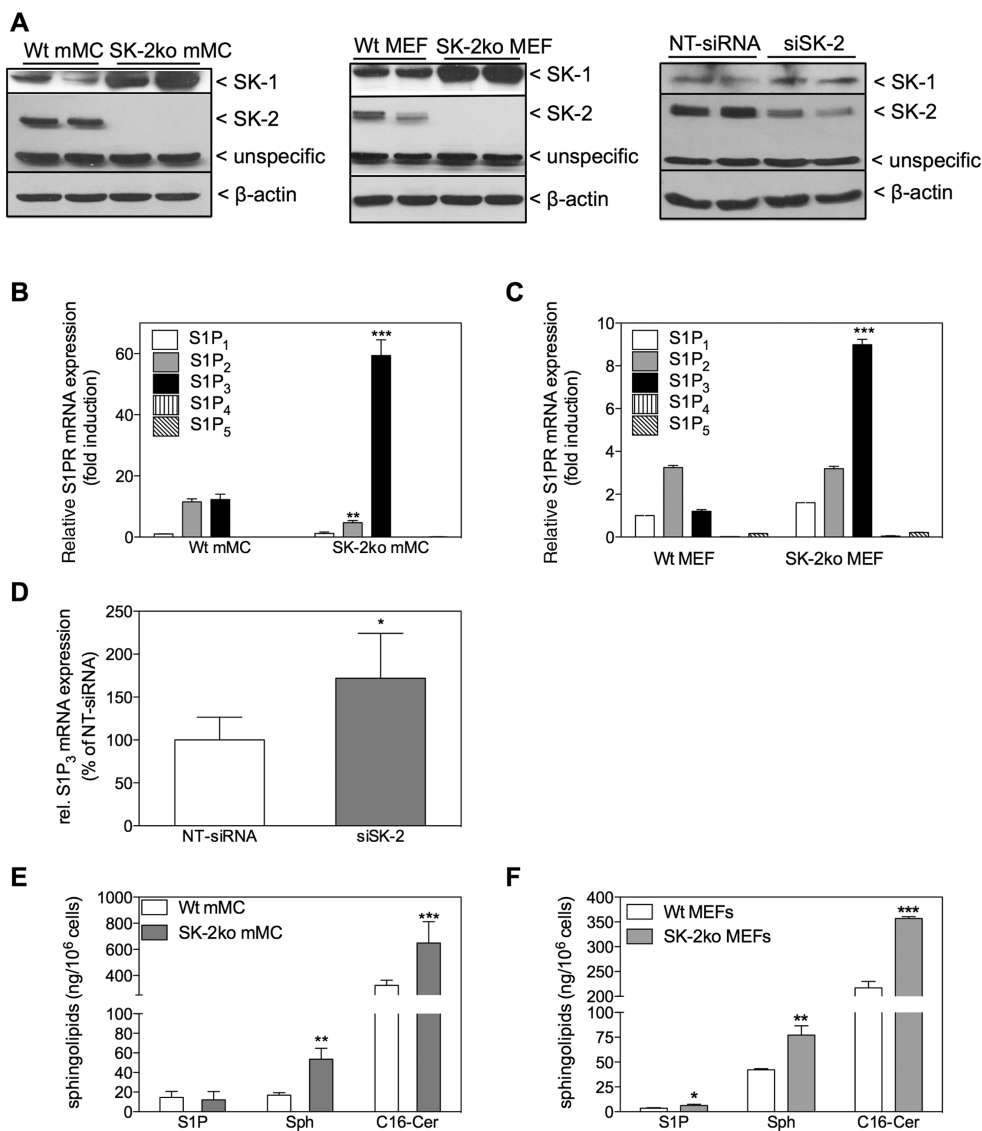 A
Wt mMC SK-2ko mMC
< SK-1
< SK-2
< unspecific
< β-actin
Wt MEF SK-2ko MEF
< SK-1
< SK-2
< unspecific
< β-actin
NT-siRNA siSK-2
< SK-1
< SK-2
< unspecific
< β-actin
B
Relative S1PR mRNA expression
(fold induction)
60
40
20
0
S1P1
S1P2
S1P3
S1P4
S1P5
**
***
Wt mMC SK-2ko mMC
C
Relative S1PR mRNA expression
(fold induction)
10
8
6
4
2
0
S1P1
S1P2
S1P3
S1P4
S1P5
***
Wt MEF SK-2ko MEF
D
rel. S1P3 mRNA expression
(% of NT-siRNA)
250
200
150
100
50
0
*
NT-siRNA siSK-2
E
sphingolipids (ng/10⁶ cells)
1000
800
600
400
100
80
60
40
20
0
Wt mMC
SK-2ko mMC
**
***
S1P Sph C16-Cer
F
sphingolipids (ng/10⁶ cells)
400
350
300
250
200
100
75
50
25
0
Wt MEFs
SK-2ko MEFs
*
**
***
S1P Sph C16-Cer